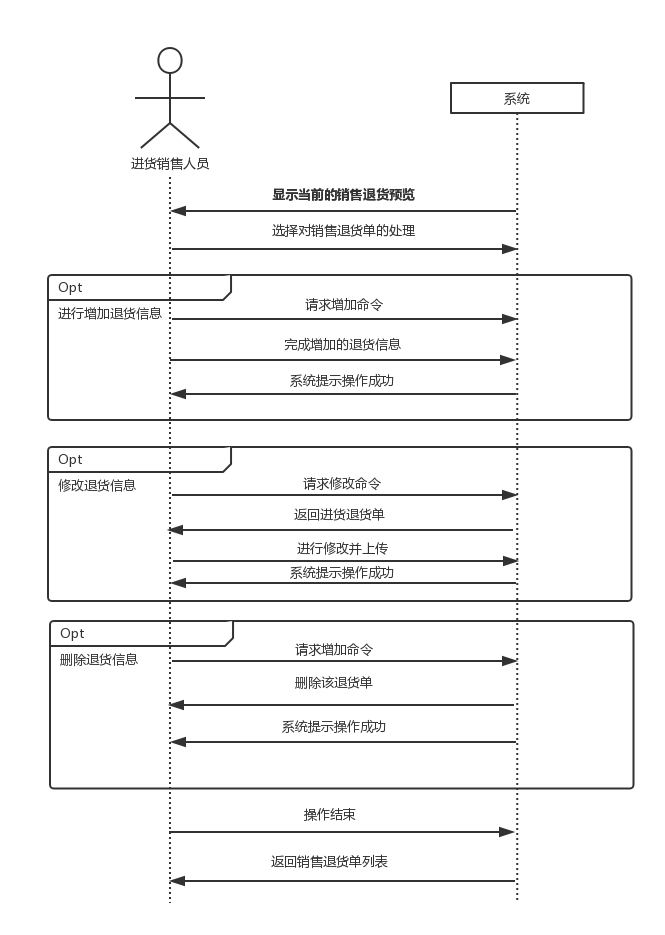 系统
进货销售人员
显示当前的销售退货预览
选择对销售退货单的处理
Opt
进行增加退货信息
请求增加命令
完成增加的退货信息
系统提示操作成功
Opt
修改退货信息
请求修改命令
返回进货退货单
进行修改并上传
系统提示操作成功
Opt
删除退货信息
请求增加命令
删除该退货单
系统提示操作成功
操作结束
返回销售退货单列表